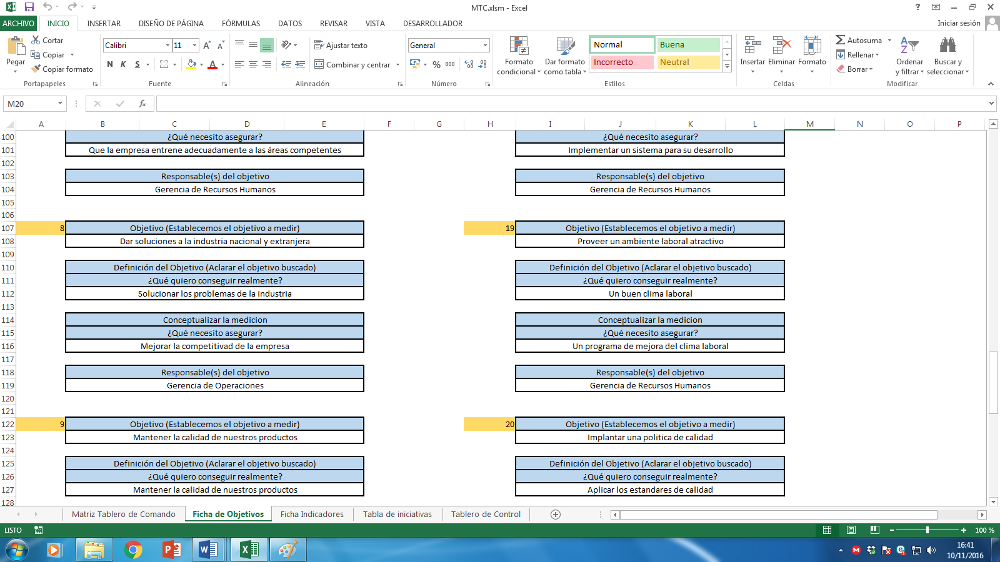 MTC.xlsm - Excel
ARCHIVO INICIO INSERTAR DISEÑO DE PÁGINA FÓRMULAS DATOS REVISAR VISTA DESARROLLADOR Iniciar sesión
Pegar
Cortar
Copiar
Copiar formato
Portapapeles
Calibri 11
N K S
Fuente
Ajustar texto
Combinar y centrar
Alineación
General
% 000
Número
Formato condicional
Dar formato como tabla
Normal Buena
Incorrecto Neutral
Estilos
Insertar Eliminar Formato
Celdas
Autosuma
Rellenar
Borrar
Ordenar y filtrar
Buscar y seleccionar
Modificar
M20 fx
A B C D E F G H I J K L M N O P
100 ¿Qué necesito asegurar? ¿Qué necesito asegurar?
101 Que la empresa entrene adecuadamente a las áreas competentes Implementar un sistema para su desarrollo
102
103 Responsable(s) del objetivo Responsable(s) del objetivo
104 Gerencia de Recursos Humanos Gerencia de Recursos Humanos
105
106
107 8 Objetivo (Establecemos el objetivo a medir) 19 Objetivo (Establecemos el objetivo a medir)
108 Dar soluciones a la industria nacional y extranjera Proveer un ambiente laboral atractivo
109
110 Definición del Objetivo (Aclarar el objetivo buscado) Definición del Objetivo (Aclarar el objetivo buscado)
111 ¿Qué quiero conseguir realmente? ¿Qué quiero conseguir realmente?
112 Solucionar los problemas de la industria Un buen clima laboral
113
114 Conceptualizar la medicion Conceptualizar la medicion
115 ¿Qué necesito asegurar? ¿Qué necesito asegurar?
116 Mejorar la competitivad de la empresa Un programa de mejora del clima laboral
117
118 Responsable(s) del objetivo Responsable(s) del objetivo
119 Gerencia de Operaciones Gerencia de Recursos Humanos
120
121
122 9 Objetivo (Establecemos el objetivo a medir) 20 Objetivo (Establecemos el objetivo a medir)
123 Mantener la calidad de nuestros productos Implantar una politica de calidad
124
125 Definición del Objetivo (Aclarar el objetivo buscado) Definición del Objetivo (Aclarar el objetivo buscado)
126 ¿Qué quiero conseguir realmente? ¿Qué quiero conseguir realmente?
127 Mantener la calidad de nuestros productos Aplicar los estandares de calidad
128
Matriz Tablero de Comando Ficha de Objetivos Ficha Indicadores Tabla de iniciativas Tablero de Control
LISTO 100 %
16:41
10/11/2016